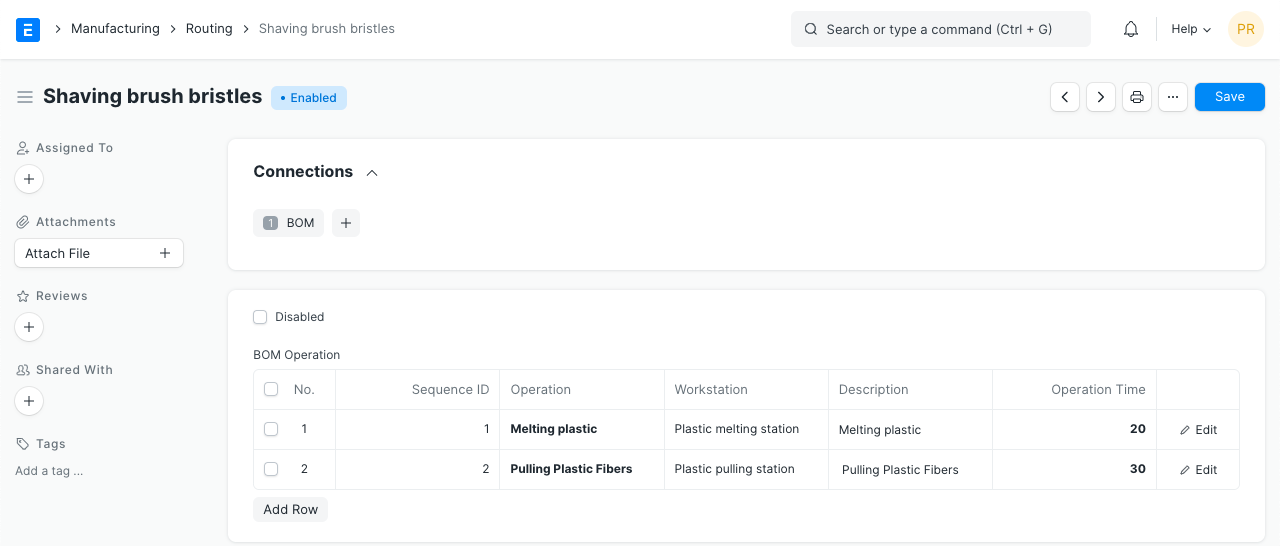 E Manufacturing Routing Shaving brush bristles Search or type a command (Ctrl + G) Help PR
Shaving brush bristles • Enabled ... Save
Assigned To
Attachments
Attach File
Reviews
Shared With
Tags
Add a tag ...
Connections
1 BOM
Disabled
BOM Operation
No. Sequence ID Operation Workstation Description Operation Time
1 1 Melting plastic Plastic melting station Melting plastic 20 Edit
2 2 Pulling Plastic Fibers Plastic pulling station Pulling Plastic Fibers 30 Edit
Add Row